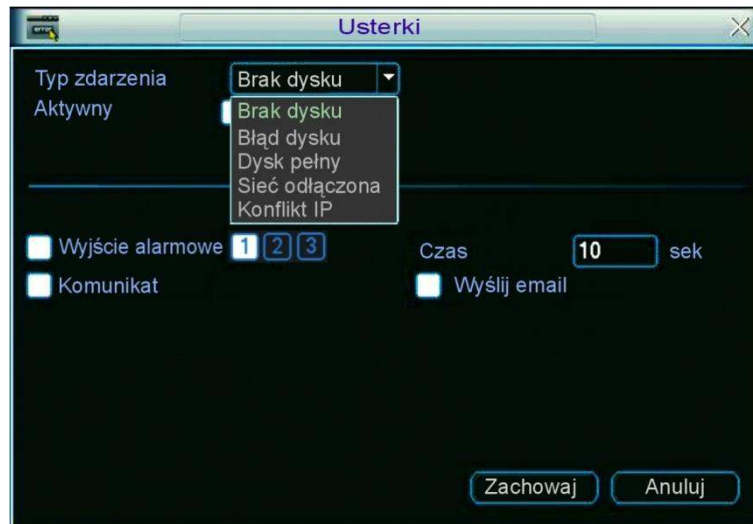 Usterki
Typ zdarzenia Brak dysku
Aktywny Brak dysku
Błąd dysku
Dysk pełny
Sieć odłączona
Konflikt IP
Wyjście alarmowe 1 2 3 Czas 10 sek
Komunikat Wyślij email
Zachowaj Anuluj